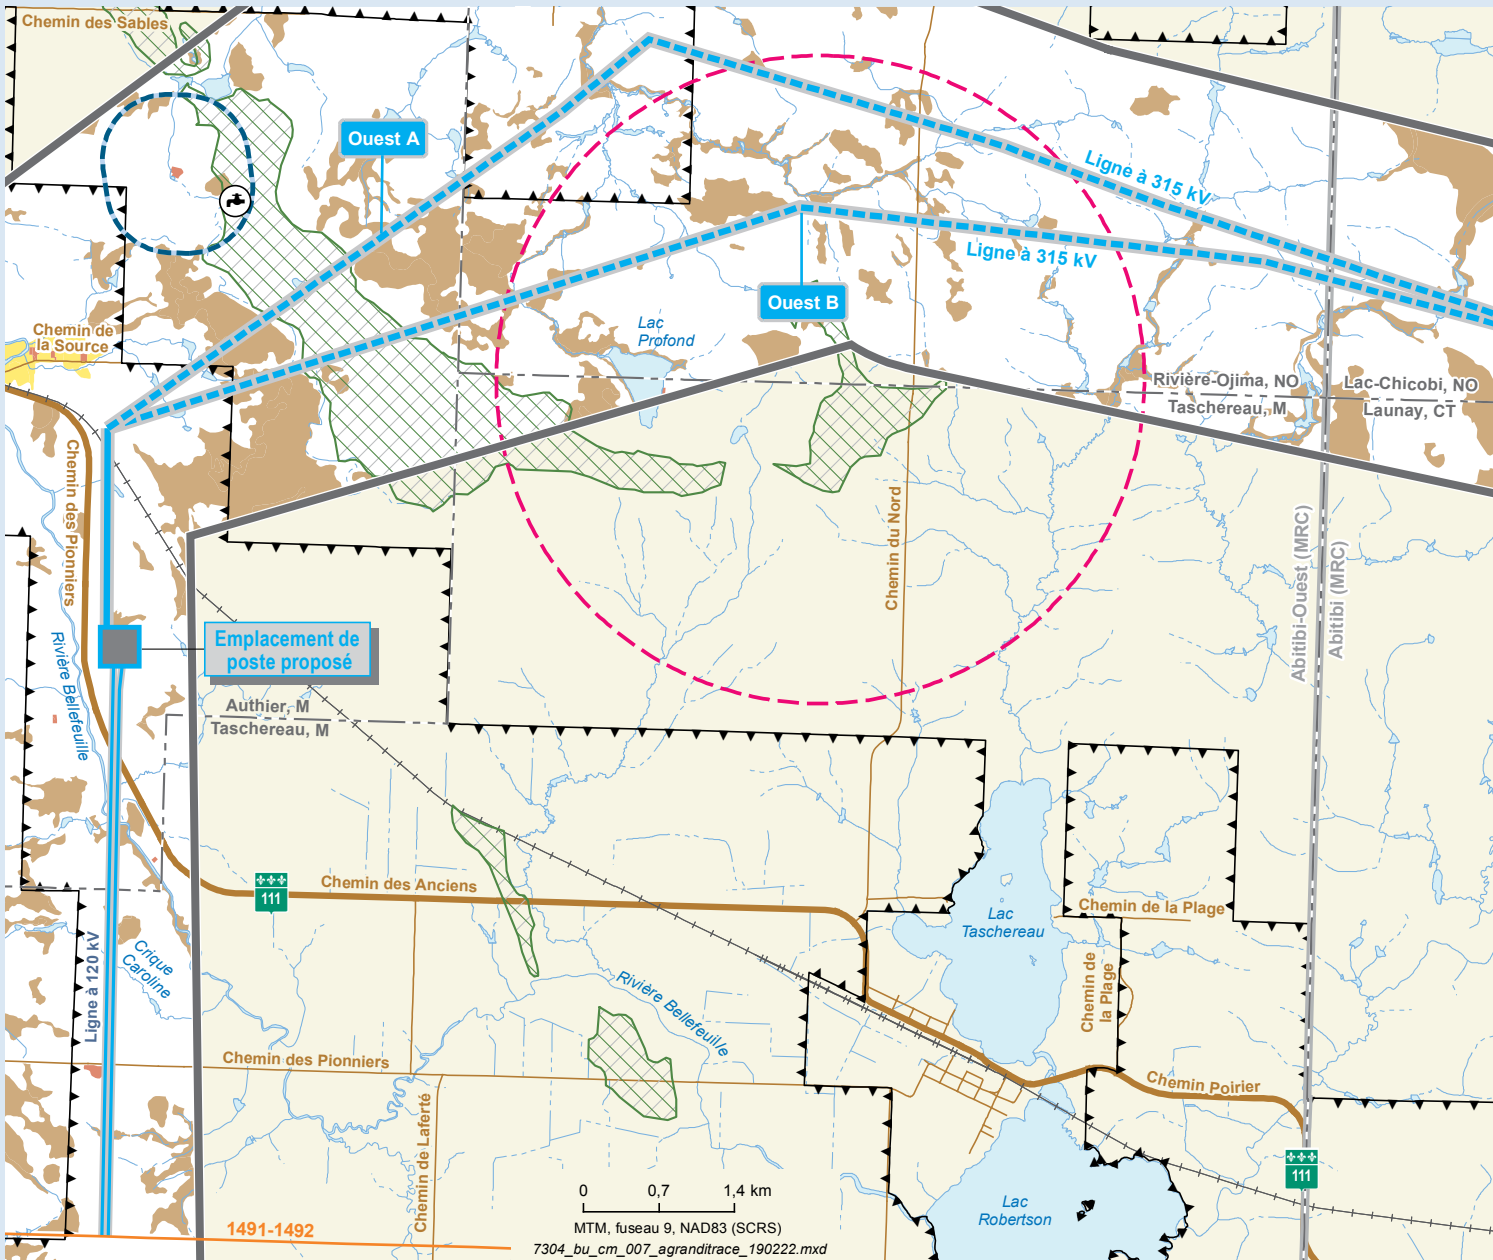 Chemin des Sables
Ouest A
Ligne à 315 kV
Ligne à 315 kV
Ouest B
Lac
Profond
Chemin de
la Source
Rivière-Ojima, NO
Taschereau, M
Lac-Chicobi, NO
Launay, CT
Chemin des Pionniers
Chemin du Nord
Abitibi-Ouest (MRC)
Abitibi (MRC)
Emplacement de
poste proposé
Rivière Bellefeuille
Authier, M
Taschereau, M
Chemin des Anciens
111
Chemin de la Plage
Lac
Taschereau
Chemin de
la Plage
Ligne à 120 kV
Crique
Caroline
Rivière Bellefeuille
Chemin des Pionniers
Chemin Poirier
Chemin de Laferté
111
0 0,7 1,4 km
Lac
Robertson
1491-1492
MTM, fuseau 9, NAD83 (SCRS)
7304_bu_cm_007_agranditrace_190222.mxd